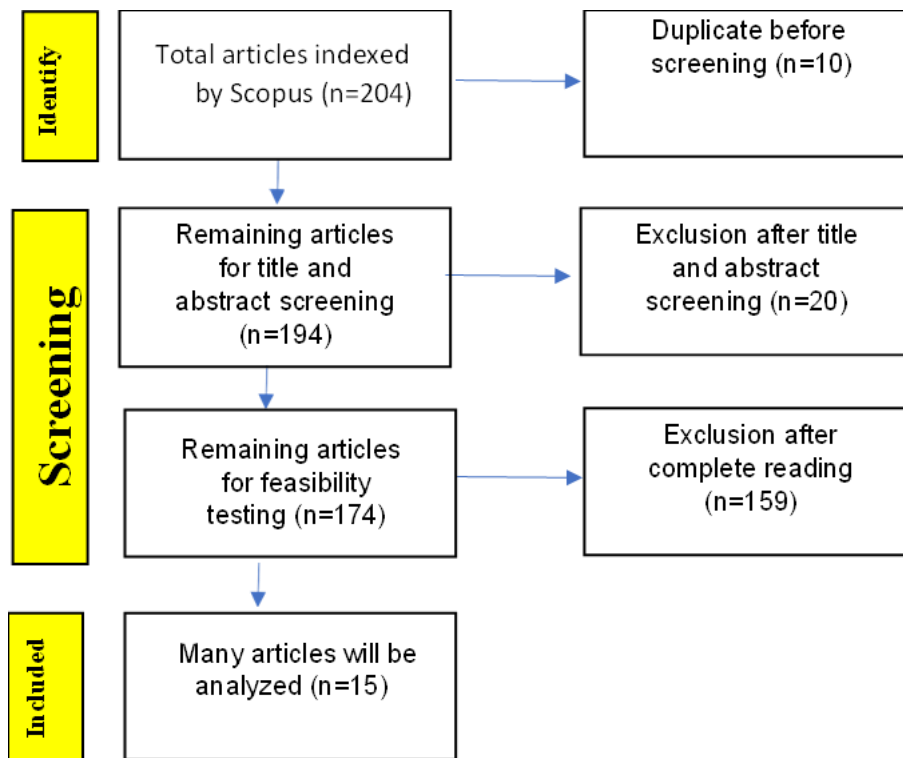 Identify
Total articles indexed
by Scopus (n=204)
Duplicate before
screening (n=10)
Screening
Remaining articles
for title and
abstract screening
(n=194)
Exclusion after title
and abstract
screening (n=20)
Remaining articles
for feasibility
testing (n=174)
Exclusion after
complete reading
(n=159)
Included
Many articles will be
analyzed (n=15)